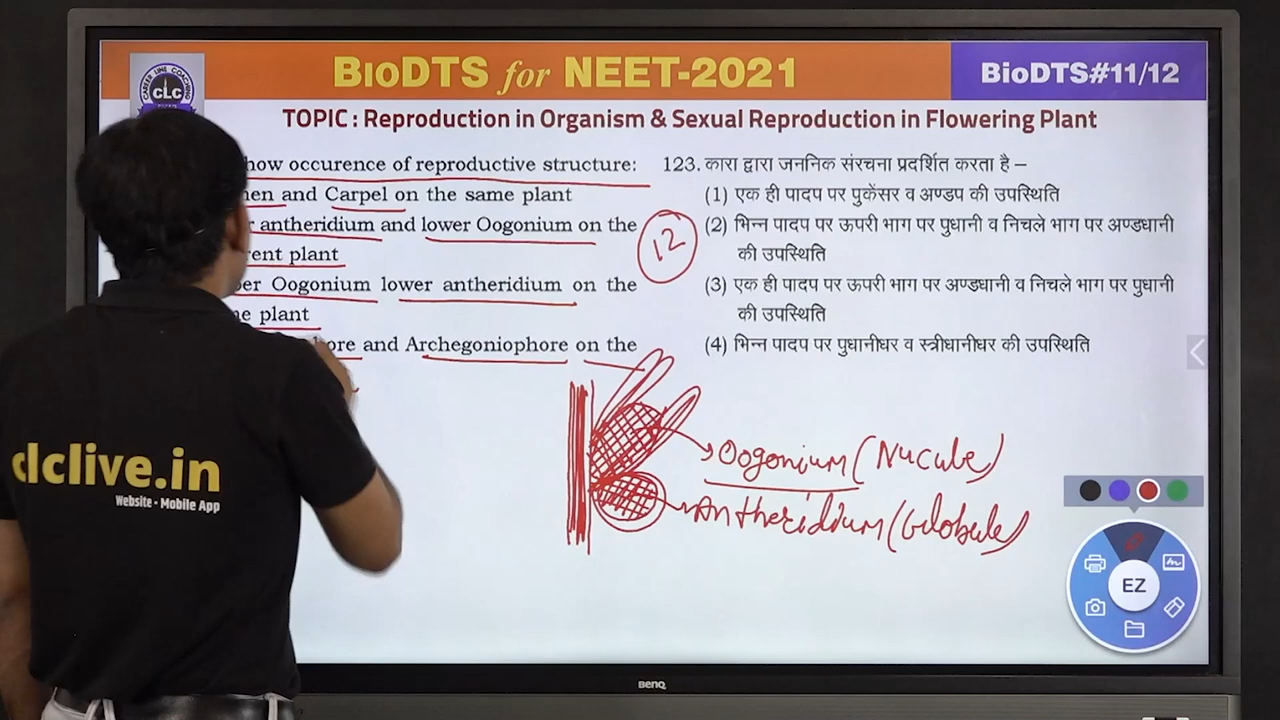 BIODTS for NEET-2021
BioDTS#11/12
CLC
TOPIC : Reproduction in Organism & Sexual Reproduction in Flowering Plant
how occurence of reproductive structure:
en and Carpel on the same plant
r antheridium and lower Oogonium on the
rent plant
er Oogonium lower antheridium on the
e plant
ore and Archegoniophore on the
12
123. कारा द्वारा जननिक संरचना प्रदर्शित करता है –
(1) एक ही पादप पर पुकेंसर व अण्डप की उपस्थिति
(2) भिन्न पादप पर ऊपरी भाग पर पुधानी व निचले भाग पर अण्डधानी
की उपस्थिति
(3) एक ही पादप पर ऊपरी भाग पर अण्डधानी व निचले भाग पर पुधानी
की उपस्थिति
(4) भिन्न पादप पर पुधानीधर व स्त्रीधानीधर की उपस्थिति
Oogonium (Nucule)
Antheridium (Globule)
EZ
clclive.in
Website • Mobile App
BenQ